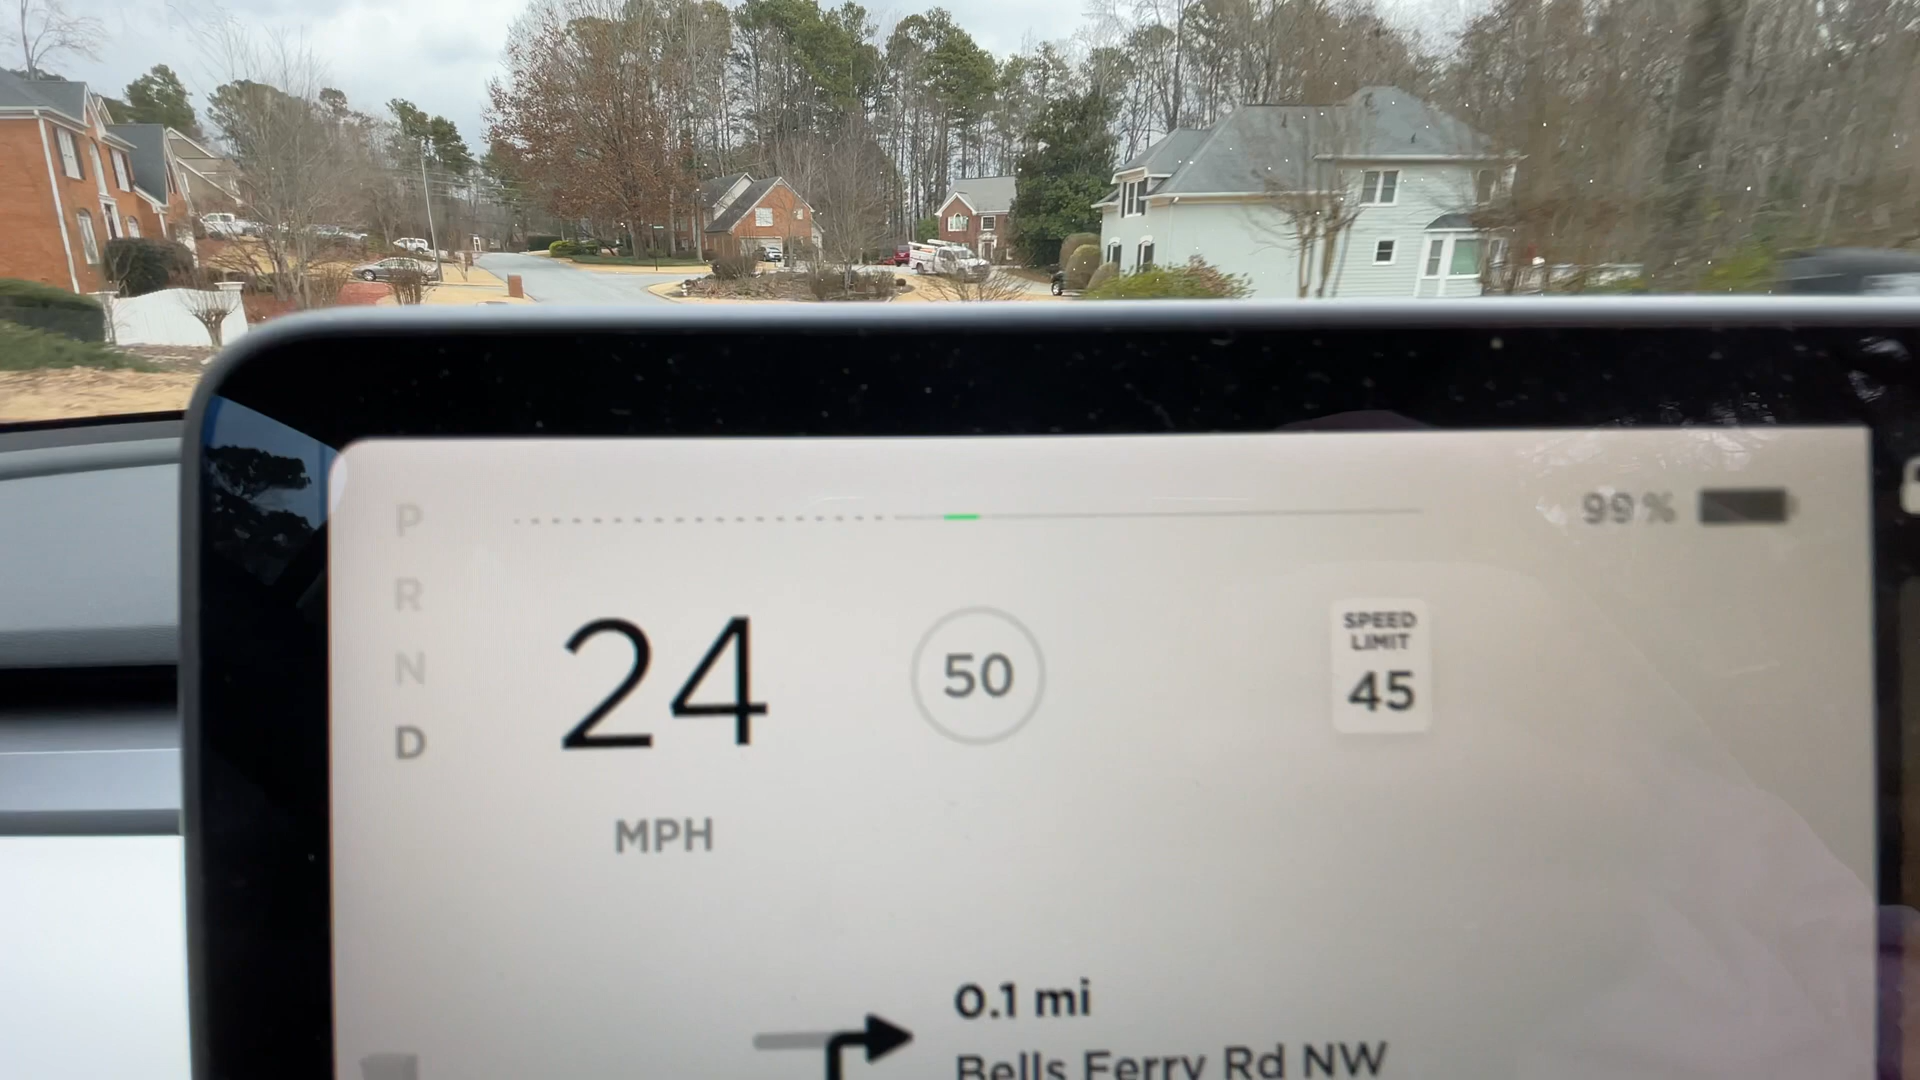 P
R
N
D
99 %
24
MPH
50
SPEED
LIMIT
45
0.1 mi
Bells Ferry Rd NW